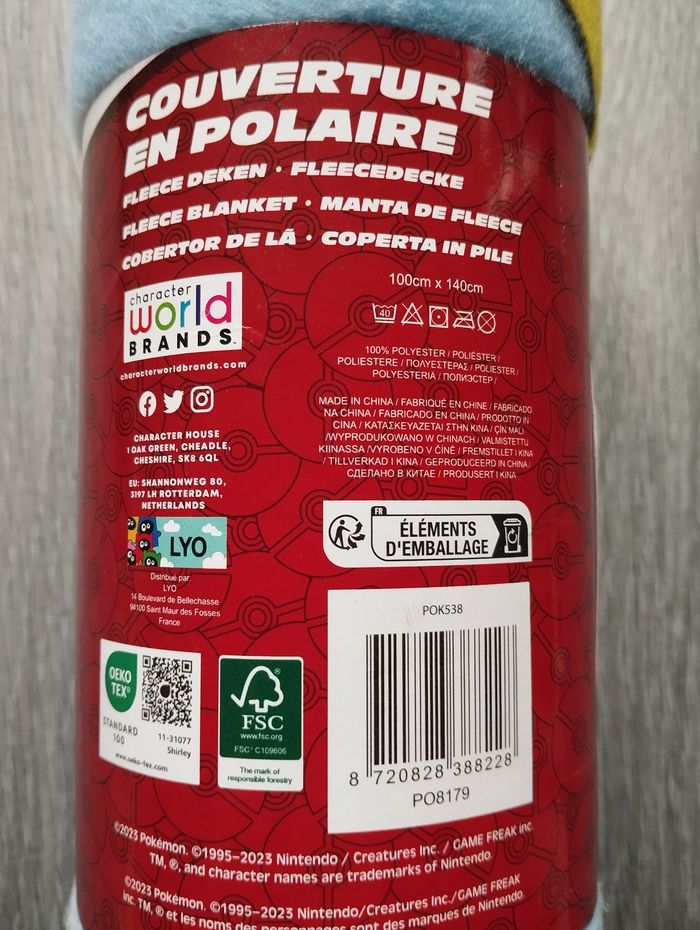 COUVERTURE
EN POLAIRE
FLEECE DEKEN • FLEECEDECKE
FLEECE BLANKET • MANTA DE FLEECE
COBERTOR DE LÃ • COPERTA IN PILE
character
world
BRANDS
characterworldbrands.com
CHARACTER HOUSE
1 OAK GREEN, CHEADLE,
CHESHIRE, SK8 6QL
EU: SHANNONWEG 80,
3197 LH ROTTERDAM,
NETHERLANDS
LYO
Distribué par:
LYO
14 Boulevard de Bellechasse
94100 Saint Maur des Fosses
France
100cm x 140cm
40
100% POLYESTER / POLIÉSTER /
POLIESTERE / ΠΟΛΥΕΣΤΕΡΑΣ / POLIESTER /
POLYESTERIA / ПОЛИЭСТЕР /
MADE IN CHINA / FABRIQUÉ EN CHINE / FABRICADO
NA CHINA / FABRICADO EN CHINA / PRODOTTO IN
CINA / ΚΑΤΑΣΚΕΥΑΖΕΤΑΙ ΣΤΗΝ ΚΙΝΑ / ÇİN MALI
/WYPRODUKOWANO W CHINACH / VALMISTETTU
KIINASSA /VYROBENO V ČÍNĚ / FREMSTILLET I KINA
/ TILLVERKAD I KINA / GEPRODUCEERD IN CHINA /
СДЕЛАНО В КИТАЕ / PRODUSERT I KINA
FR
ÉLÉMENTS
D'EMBALLAGE
OEKO
TEX®
STANDARD
100
11-31077
Shirley
www.oeko-tex.com
FSC
www.fsc.org
FSC® C109606
The mark of
responsible forestry
POK538
8 720828 388228
PO8179
©2023 Pokémon. ©1995–2023 Nintendo / Creatures Inc. / GAME FREAK inc.
TM, ®, and character names are trademarks of Nintendo.
©2023 Pokémon. ©1995-2023 Nintendo/Creatures Inc./GAME FREAK
inc. TM, ® et les noms des personnages sont des marques de Nintendo.